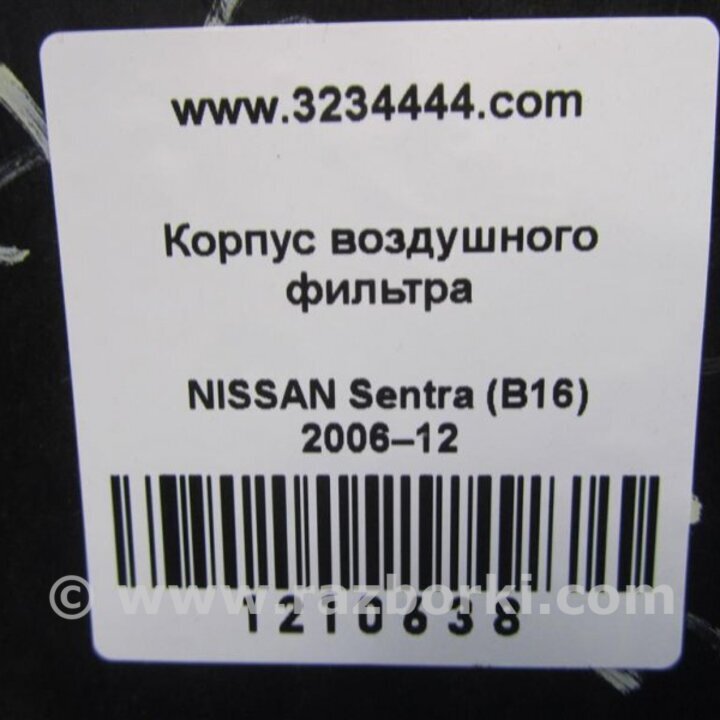 www.3234444.com
Корпус воздушного
фильтра
NISSAN Sentra (B16)
2006–12
© www.razborki.com
1210638